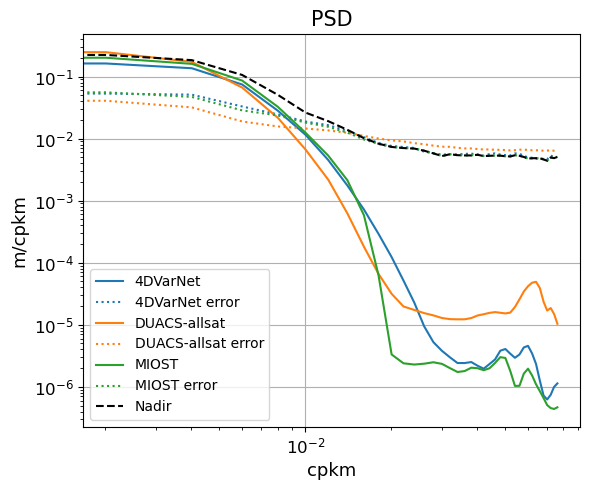 PSD
m/cpkm
10⁻¹
10⁻²
10⁻³
10⁻⁴
10⁻⁵
10⁻⁶
4DVarNet
4DVarNet error
DUACS-allsat
DUACS-allsat error
MIOST
MIOST error
Nadir
10⁻²
cpkm